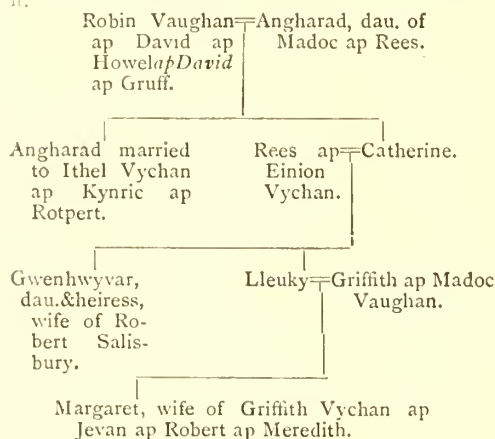 Robin Vaughan Angharad, dau. of
ap David ap Madoc ap Rees.
Howel ap David
ap Gruff.
Angharad married
to Ithel Vychan
ap Kynric ap
Rotpert.
Rees ap Catherine.
Einion
Vychan.
Gwenhwyvar,
dau.&heiress,
wife of Ro-
bert Salis-
bury.
Lleuky Griffith ap Madoc
Vaughan.
Margaret, wife of Griffith Vychan ap
Jevan ap Robert ap Meredith.